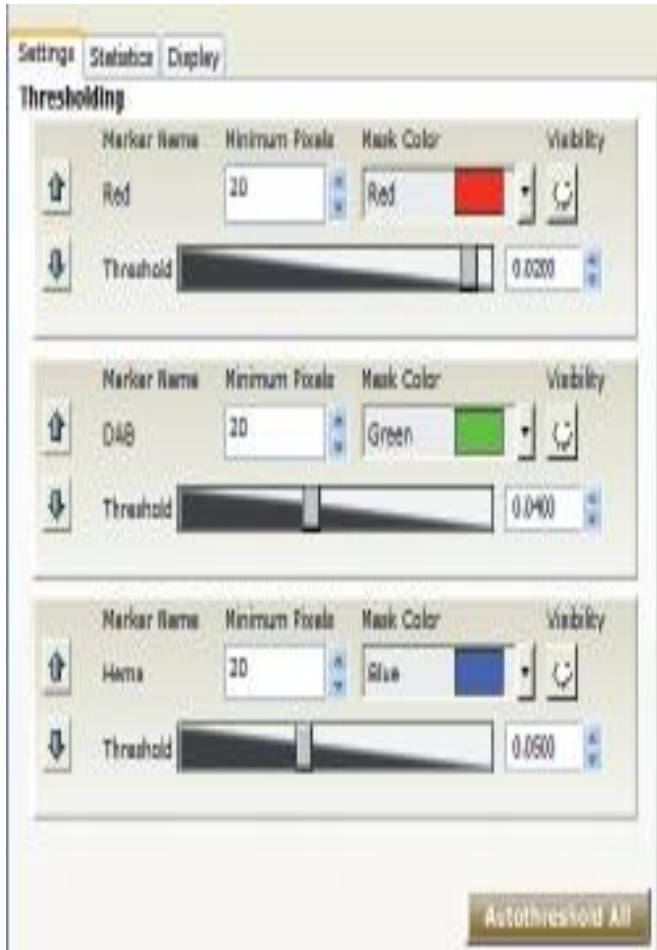 Settings Statistics Display
Thresholding
Marker Name Minimum Pixels Mask Color Visibility
Red 20 Red
Threshold 0.0200
Marker Name Minimum Pixels Mask Color Visibility
DAB 20 Green
Threshold 0.0400
Marker Name Minimum Pixels Mask Color Visibility
Hema 20 Blue
Threshold 0.0500
Autothreshold All